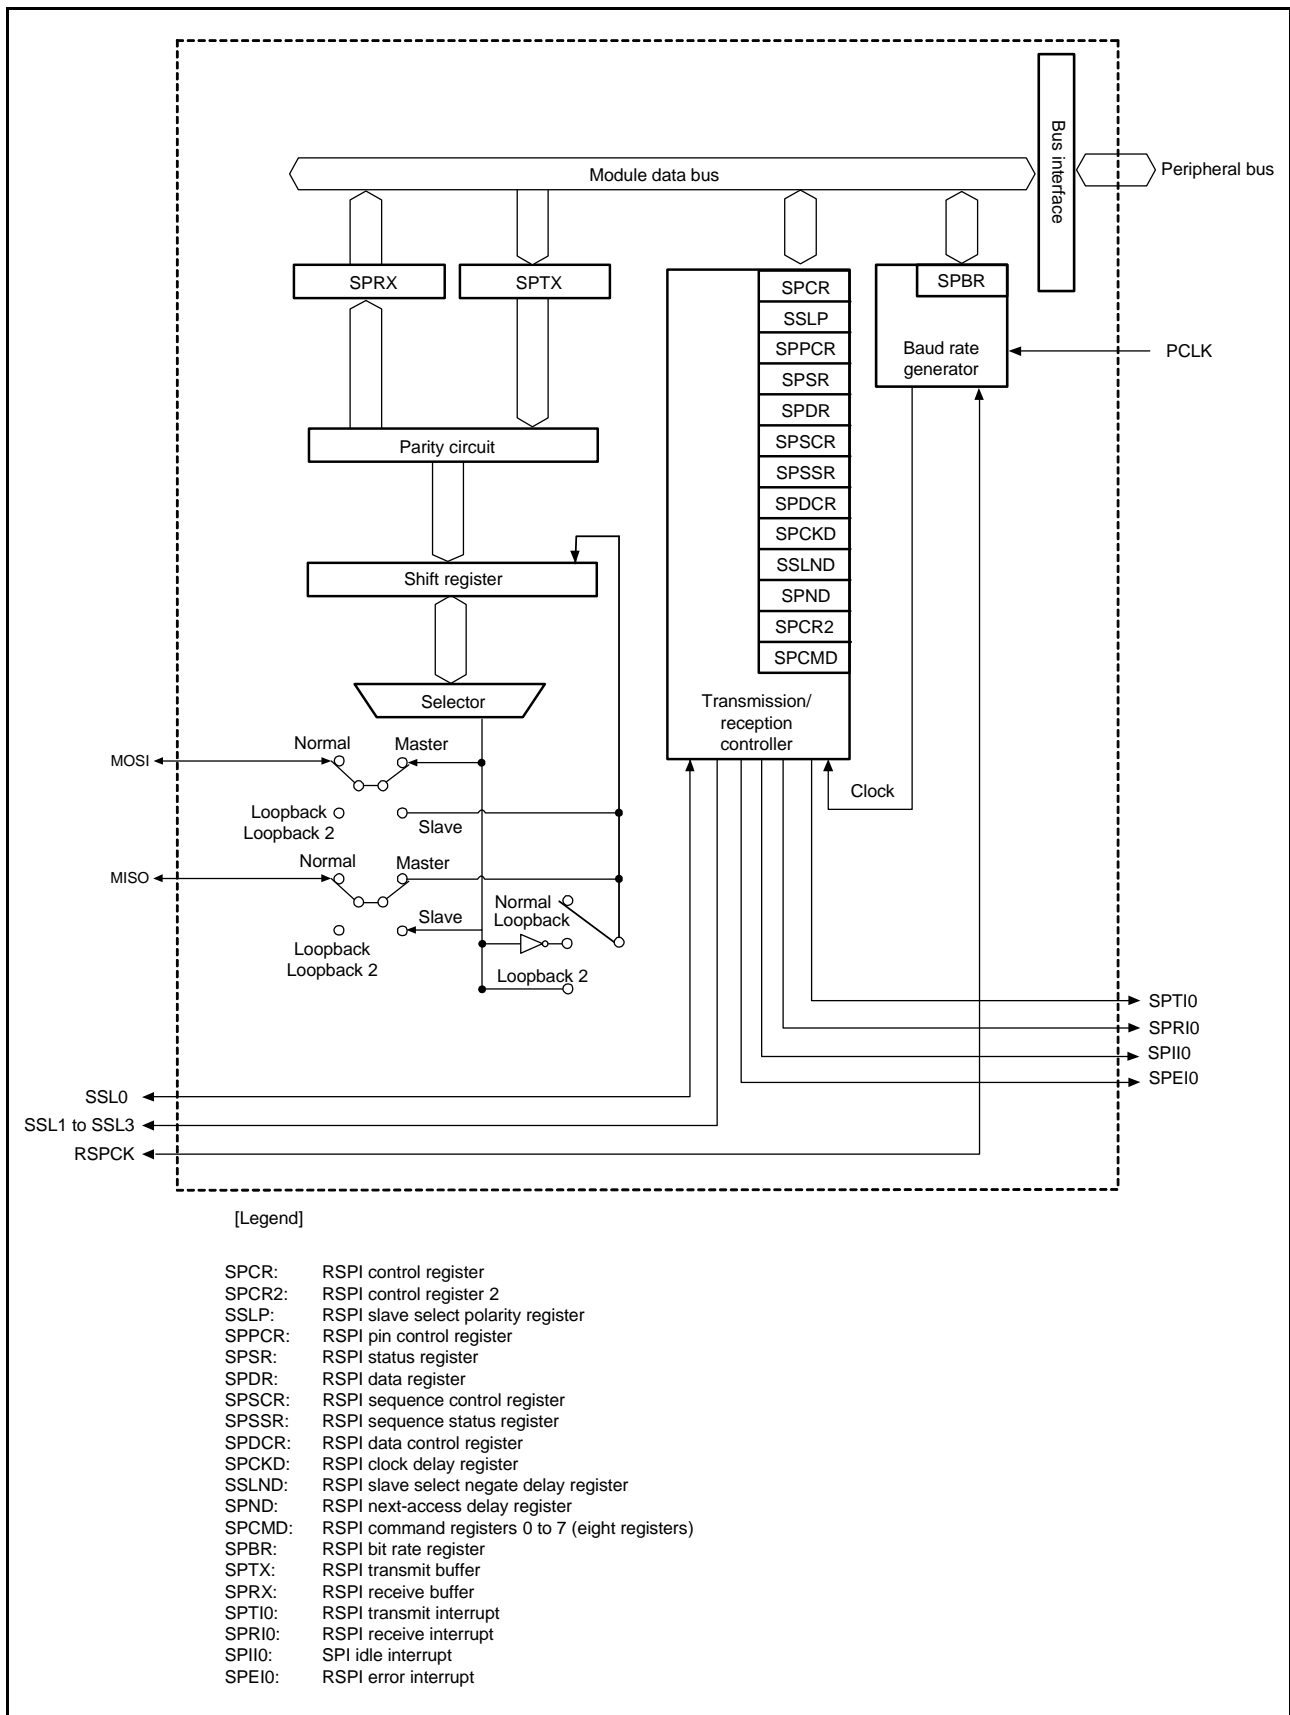 Bus interface
Module data bus
Peripheral bus
SPRX
SPTX
SPCR
SSLP
SPPCR
SPSR
SPDR
SPSCR
SPSSR
SPDCR
SPCKD
SSLND
SPND
SPCR2
SPCMD
Transmission/
reception
controller
SPBR
Baud rate
generator
PCLK
Parity circuit
Shift register
Selector
MOSI
Normal
Master
Loopback
Loopback 2
Slave
MISO
Normal
Master
Slave
Loopback
Loopback 2
Normal
Loopback
Loopback 2
Clock
SPTI0
SPRI0
SPII0
SPEI0
SSL0
SSL1 to SSL3
RSPCK
[Legend]
SPCR: RSPI control register
SPCR2: RSPI control register 2
SSLP: RSPI slave select polarity register
SPPCR: RSPI pin control register
SPSR: RSPI status register
SPDR: RSPI data register
SPSCR: RSPI sequence control register
SPSSR: RSPI sequence status register
SPDCR: RSPI data control register
SPCKD: RSPI clock delay register
SSLND: RSPI slave select negate delay register
SPND: RSPI next-access delay register
SPCMD: RSPI command registers 0 to 7 (eight registers)
SPBR: RSPI bit rate register
SPTX: RSPI transmit buffer
SPRX: RSPI receive buffer
SPTI0: RSPI transmit interrupt
SPRI0: RSPI receive interrupt
SPII0: SPI idle interrupt
SPEI0: RSPI error interrupt